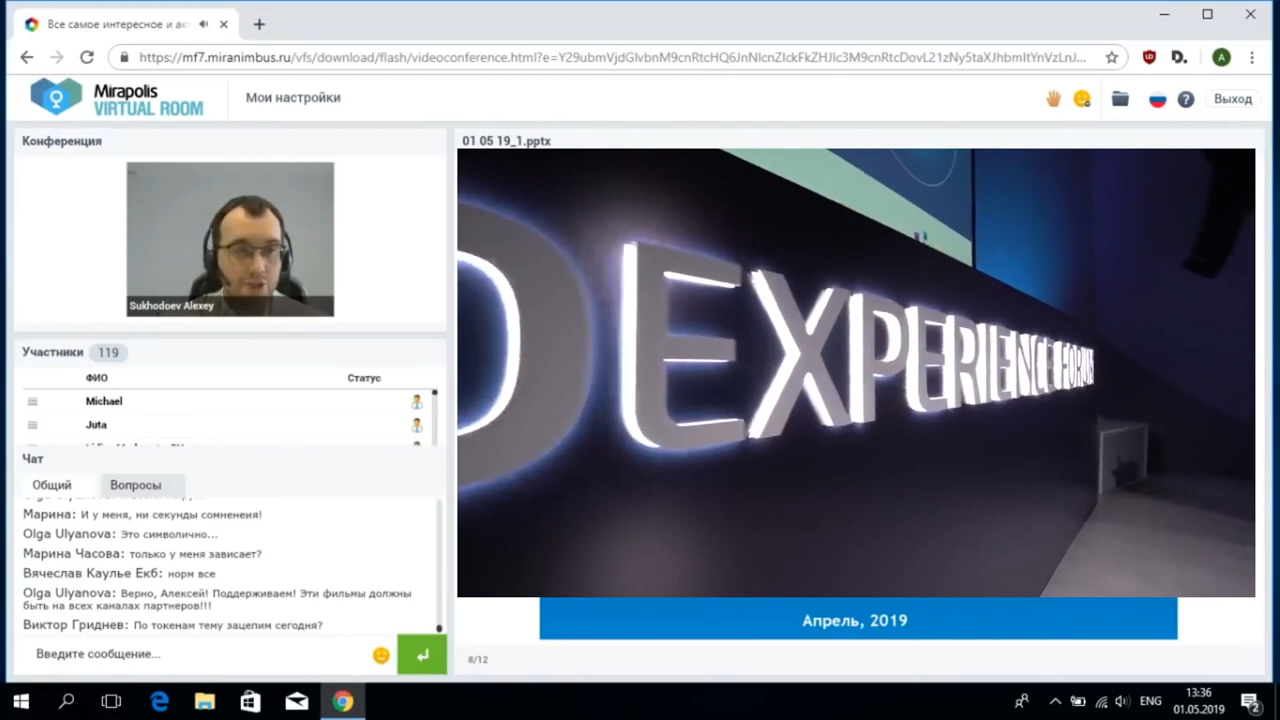 Все самое интересное и ак
https://mf7.miranimbus.ru/vfs/download/flash/videoconference.html?e=Y29ubmVjdGlvbnM9cnRtcHQ6JnNlcnZlckFkZHJlc3M9cnRtcDovL21zNy5taXJhbmltYnVzLnJ...
Mirapolis
VIRTUAL ROOM
Мои настройки
Выход
Конференция
01 05 19_1.pptx
Sukhodoev Alexey
EXPERIENCE FORUM
Участники 119
ФИО Статус
Michael
Juta
Чат
Общий Вопросы
Марина: И у меня, ни секунды сомненеия!
Olga Ulyanova: Это символично...
Марина Часова: только у меня зависает?
Вячеслав Каулье Екб: норм все
Olga Ulyanova: Верно, Алексей! Поддерживаем! Эти фильмы должны
быть на всех каналах партнеров!!!
Виктор Гриднев: По токенам тему зацепим сегодня?
Введите сообщение...
Апрель, 2019
8/12
ENG
13:36
01.05.2019
2